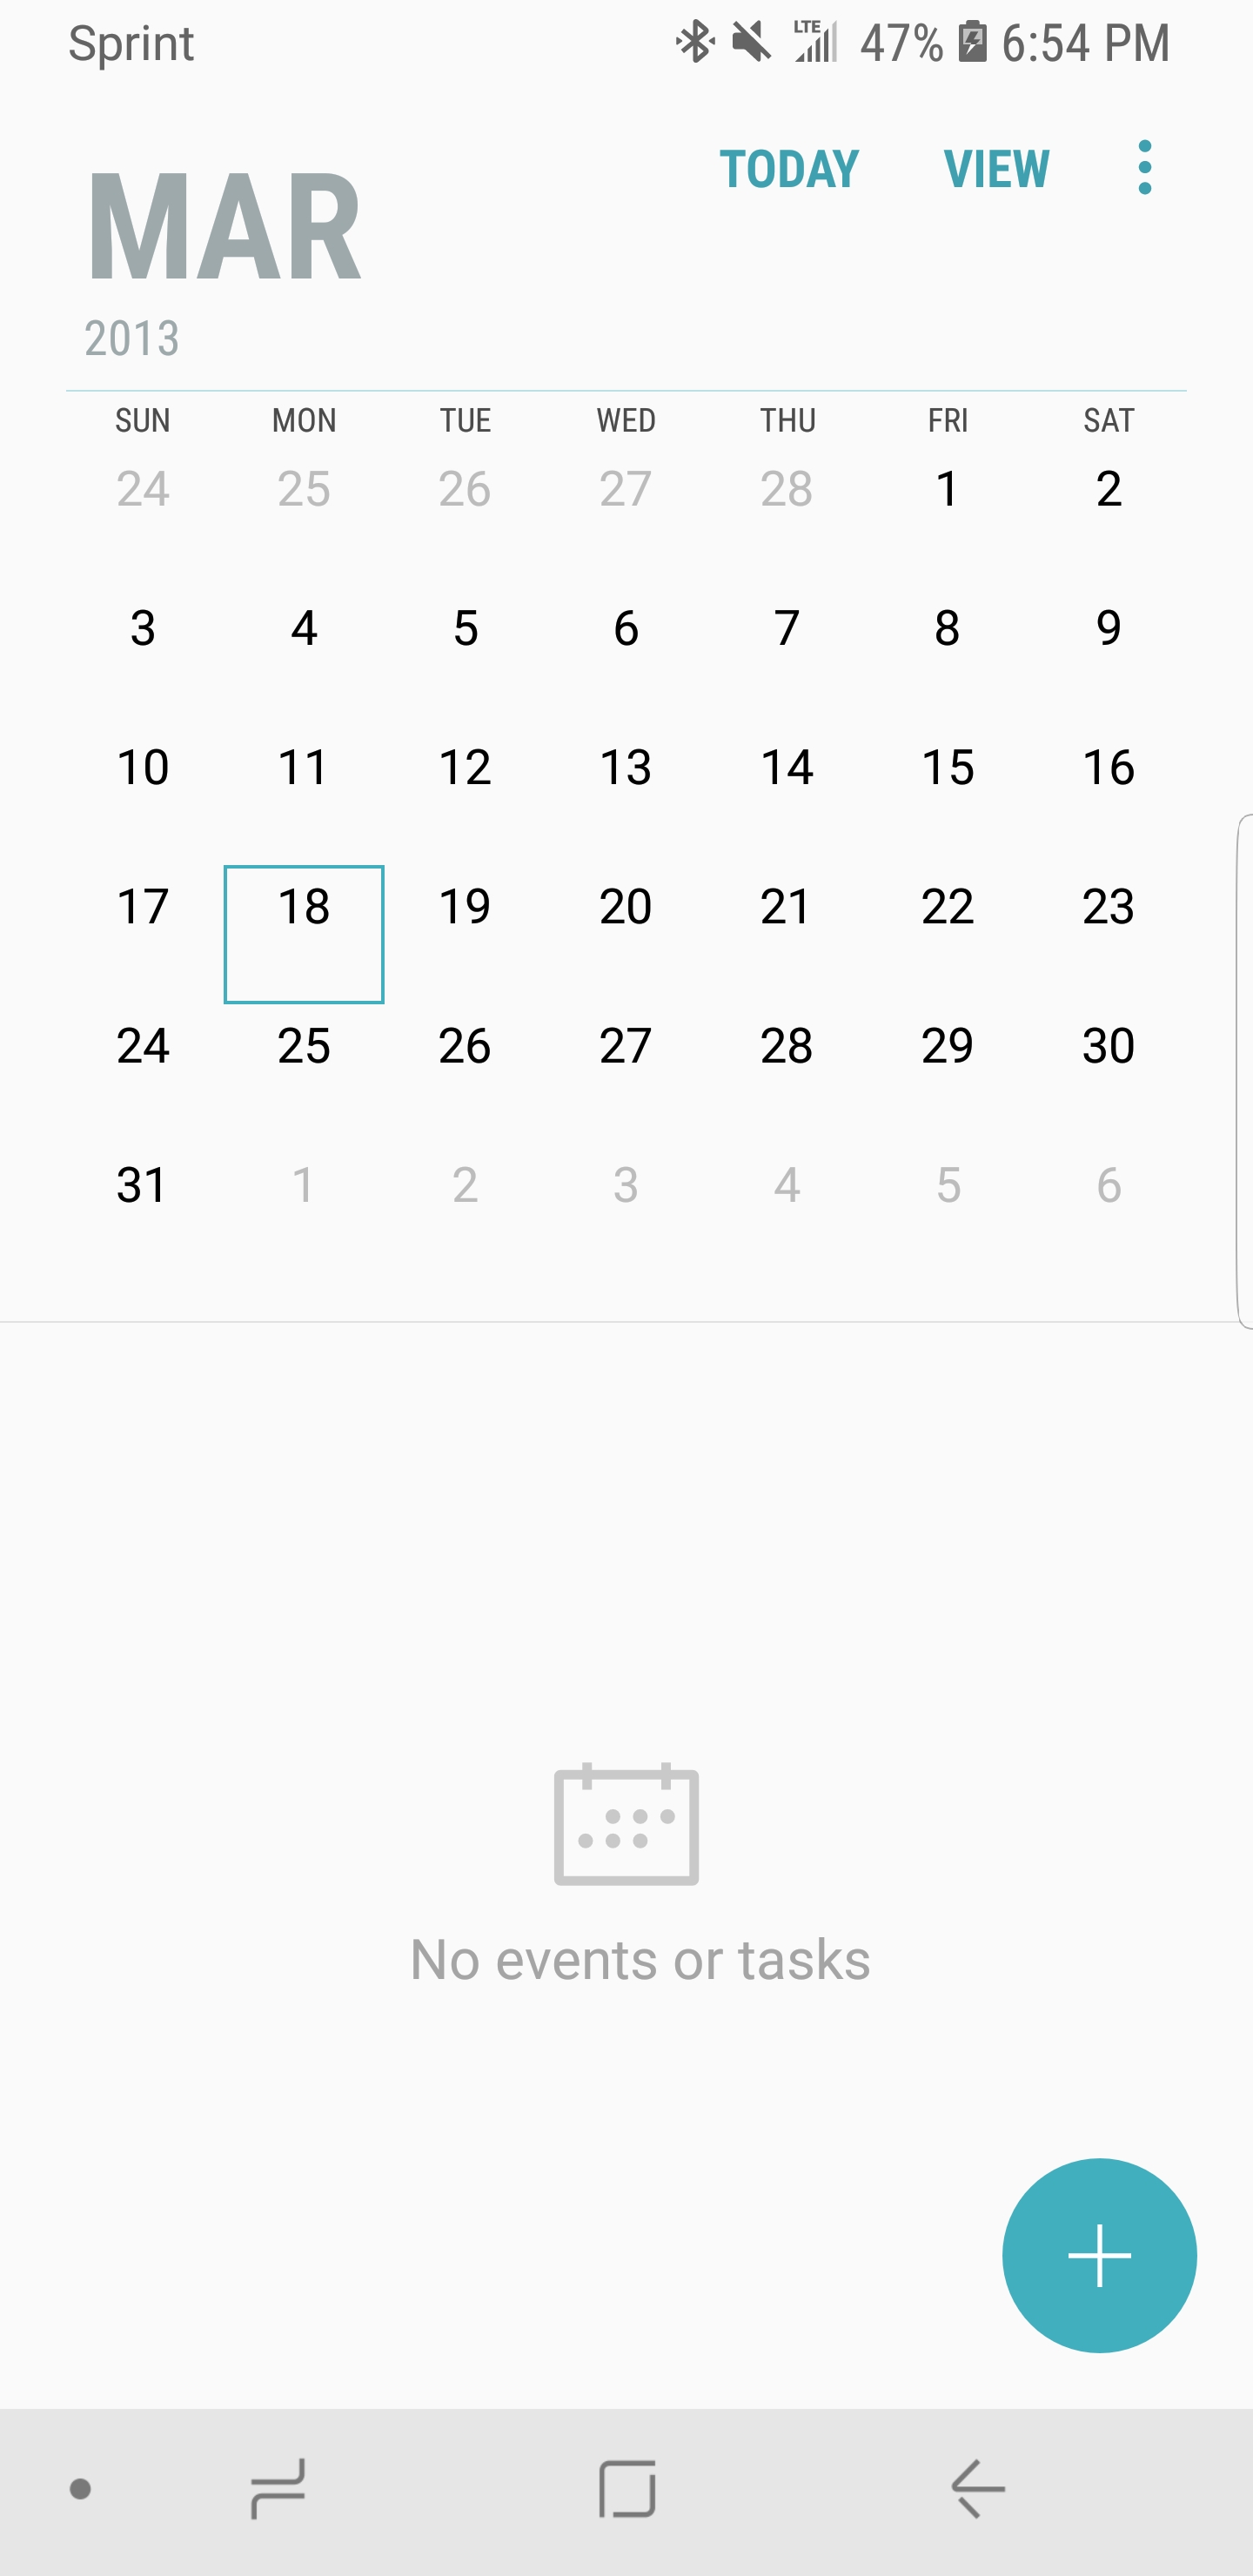 Sprint LTE 47% 6:54 PM
TODAY VIEW
MAR
2013
SUN MON TUE WED THU FRI SAT
24 25 26 27 28 1 2
3 4 5 6 7 8 9
10 11 12 13 14 15 16
17 18 19 20 21 22 23
24 25 26 27 28 29 30
31 1 2 3 4 5 6
No events or tasks